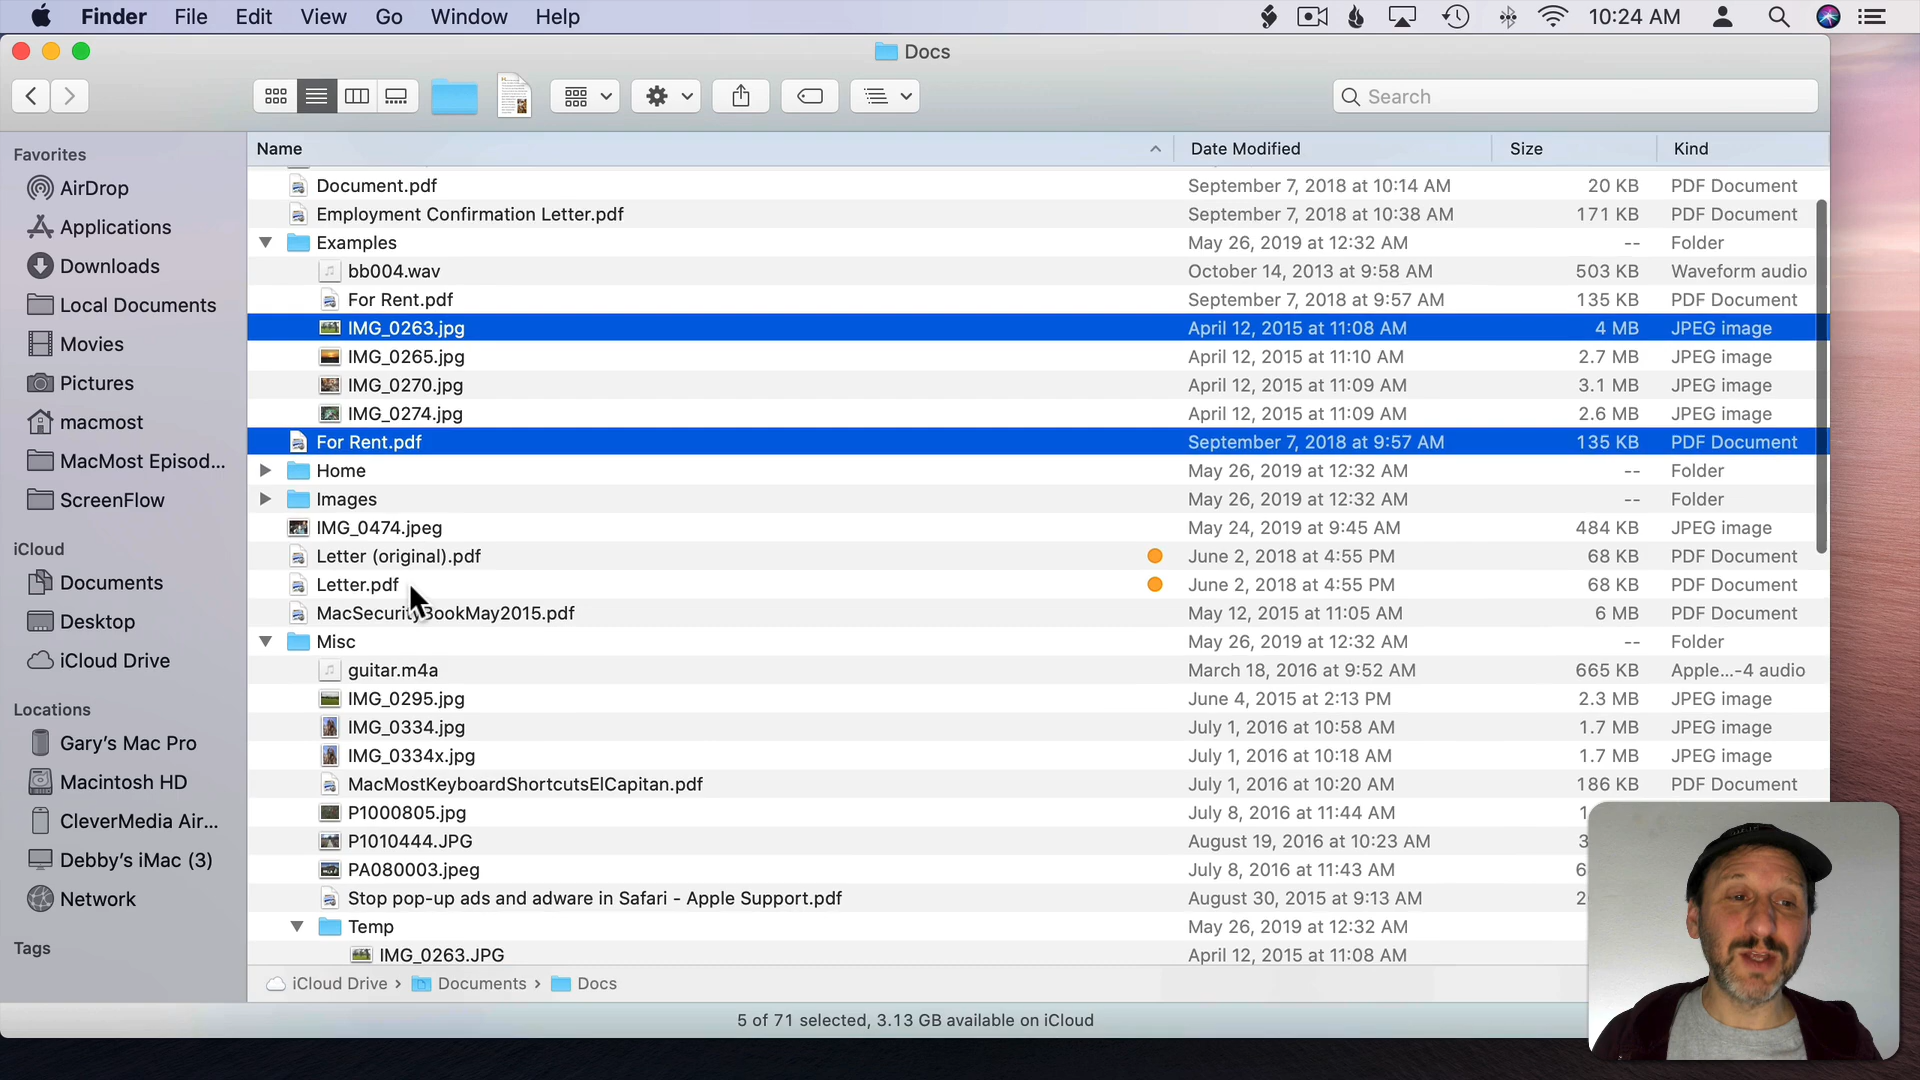 Finder File Edit View Go Window Help 10:24 AM
Docs
Search
Favorites
AirDrop
Applications
Downloads
Local Documents
Movies
Pictures
macmost
MacMost Episod...
ScreenFlow
iCloud
Documents
Desktop
iCloud Drive
Locations
Gary's Mac Pro
Macintosh HD
CleverMedia Air...
Debby's iMac (3)
Network
Tags
Name Date Modified Size Kind
Document.pdf September 7, 2018 at 10:14 AM 20 KB PDF Document
Employment Confirmation Letter.pdf September 7, 2018 at 10:38 AM 171 KB PDF Document
Examples May 26, 2019 at 12:32 AM -- Folder
bb004.wav October 14, 2013 at 9:58 AM 503 KB Waveform audio
For Rent.pdf September 7, 2018 at 9:57 AM 135 KB PDF Document
IMG_0263.jpg April 12, 2015 at 11:08 AM 4 MB JPEG image
IMG_0265.jpg April 12, 2015 at 11:10 AM 2.7 MB JPEG image
IMG_0270.jpg April 12, 2015 at 11:09 AM 3.1 MB JPEG image
IMG_0274.jpg April 12, 2015 at 11:09 AM 2.6 MB JPEG image
For Rent.pdf September 7, 2018 at 9:57 AM 135 KB PDF Document
Home May 26, 2019 at 12:32 AM -- Folder
Images May 26, 2019 at 12:32 AM -- Folder
IMG_0474.jpeg May 24, 2019 at 9:45 AM 484 KB JPEG image
Letter (original).pdf June 2, 2018 at 4:55 PM 68 KB PDF Document
Letter.pdf June 2, 2018 at 4:55 PM 68 KB PDF Document
MacSecurityBookMay2015.pdf May 12, 2015 at 11:05 AM 6 MB PDF Document
Misc May 26, 2019 at 12:32 AM -- Folder
guitar.m4a March 18, 2016 at 9:52 AM 665 KB Apple...-4 audio
IMG_0295.jpg June 4, 2015 at 2:13 PM 2.3 MB JPEG image
IMG_0334.jpg July 1, 2016 at 10:58 AM 1.7 MB JPEG image
IMG_0334x.jpg July 1, 2016 at 10:18 AM 1.7 MB JPEG image
MacMostKeyboardShortcutsElCapitan.pdf July 1, 2016 at 10:20 AM 186 KB PDF Document
P1000805.jpg July 8, 2016 at 11:44 AM
P1010444.JPG August 19, 2016 at 10:23 AM
PA080003.jpeg July 8, 2016 at 11:43 AM
Stop pop-up ads and adware in Safari - Apple Support.pdf August 30, 2015 at 9:13 AM
Temp May 26, 2019 at 12:32 AM
IMG_0263.JPG April 12, 2015 at 11:08 AM
iCloud Drive › Documents › Docs
5 of 71 selected, 3.13 GB available on iCloud